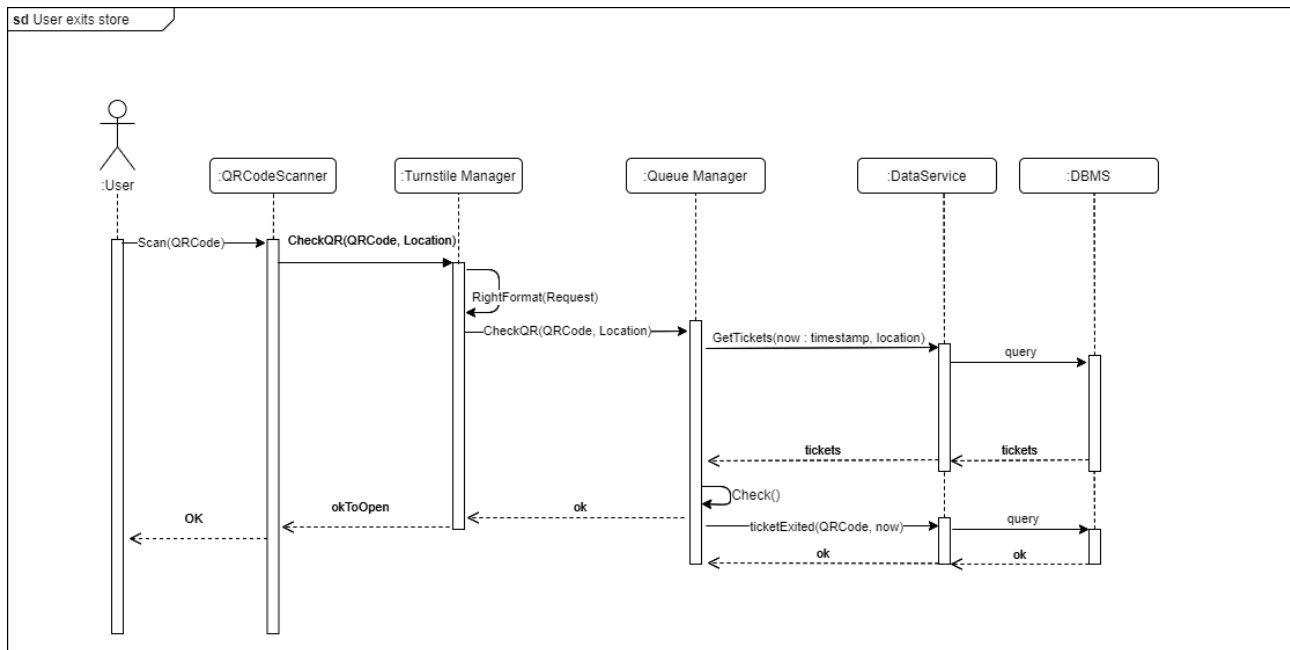 sd User exits store
:User
:QRCodeScanner
:Turnstile Manager
:Queue Manager
:DataService
:DBMS
Scan(QRCode)
CheckQR(QRCode, Location)
RightFormat(Request)
CheckQR(QRCode, Location)
GetTickets(now : timestamp, location)
query
tickets
tickets
Check()
OK
okToOpen
ok
ticketExited(QRCode, now)
query
ok
ok